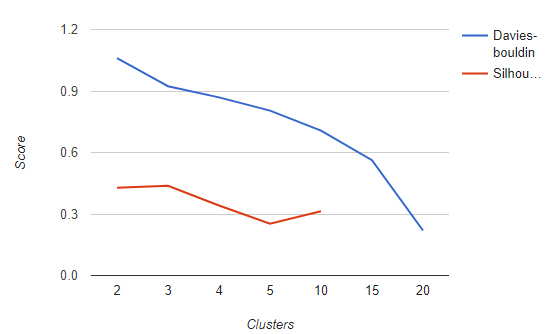 1.2
0.9
0.6
0.3
0.0
Score
2 3 4 5 10 15 20
Clusters
Davies-
bouldin
Silhou...